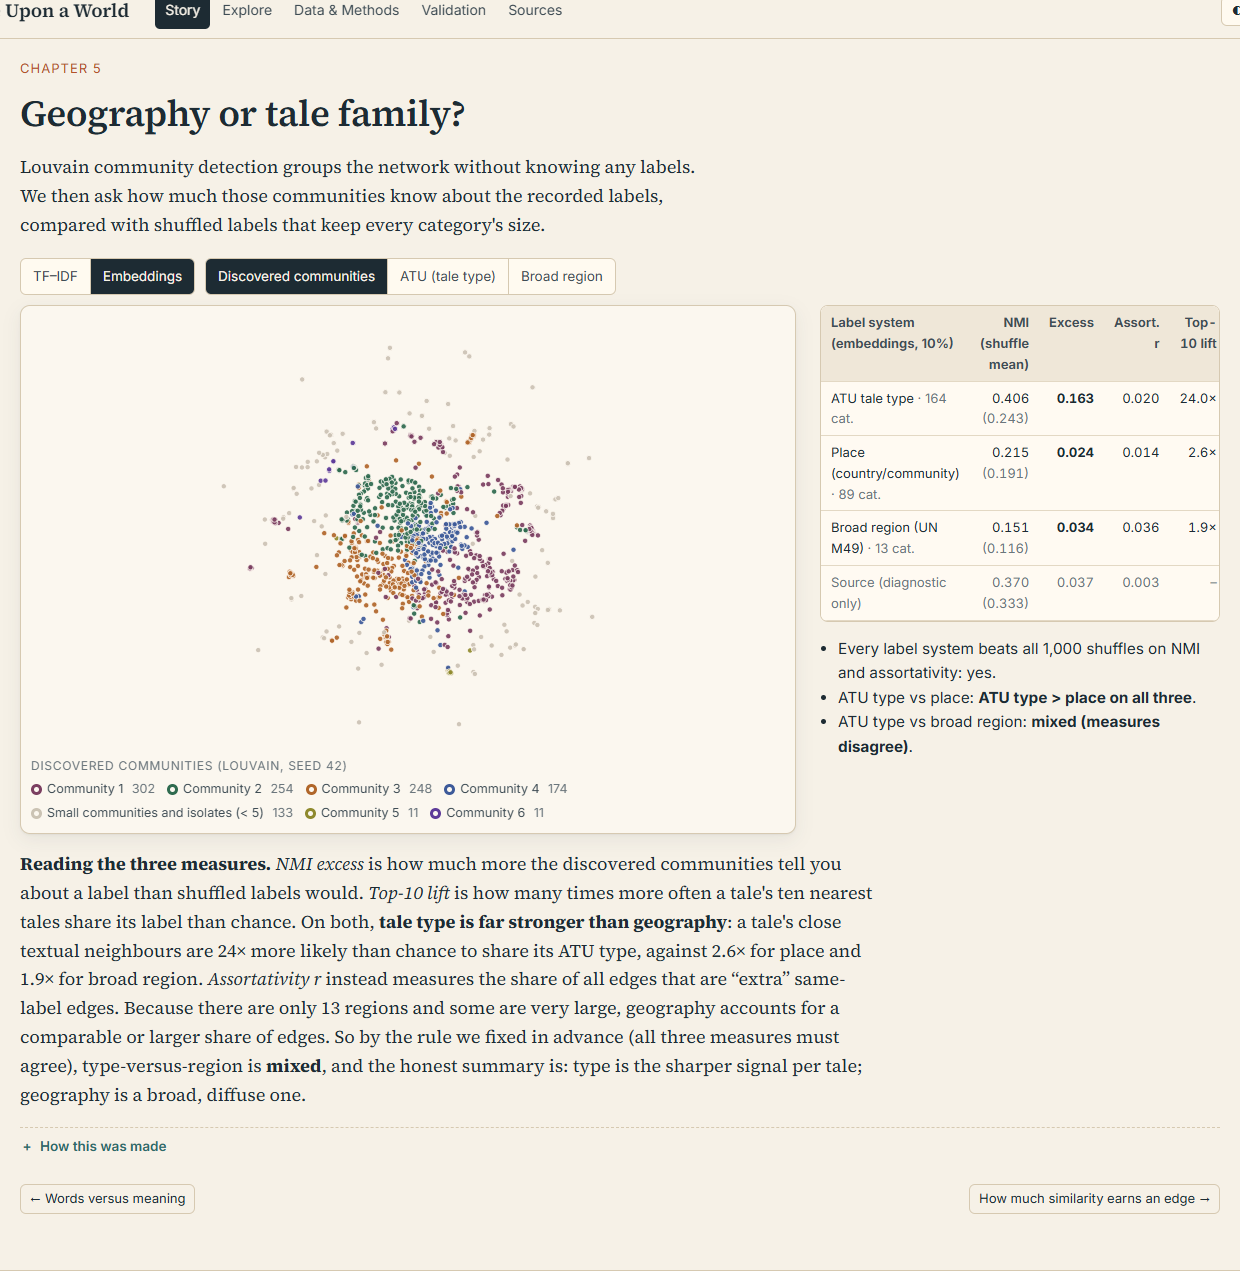 Upon a World
Story
Explore
Data & Methods
Validation
Sources
CHAPTER 5
Geography or tale family?
Louvain community detection groups the network without knowing any labels.
We then ask how much those communities know about the recorded labels,
compared with shuffled labels that keep every category's size.
TF–IDF
Embeddings
Discovered communities
ATU (tale type)
Broad region
DISCOVERED COMMUNITIES (LOUVAIN, SEED 42)
Community 1 302 Community 2 254 Community 3 248 Community 4 174
Small communities and isolates (< 5) 133 Community 5 11 Community 6 11
Label system NMI Excess Assort. Top-
(embeddings, 10%) (shuffle r 10 lift
mean)
ATU tale type · 164 0.406 0.163 0.020 24.0×
cat. (0.243)
Place 0.215 0.024 0.014 2.6×
(country/community) (0.191)
· 89 cat.
Broad region (UN 0.151 0.034 0.036 1.9×
M49) · 13 cat. (0.116)
Source (diagnostic 0.370 0.037 0.003 –
only) (0.333)
• Every label system beats all 1,000 shuffles on NMI
and assortativity: yes.
• ATU type vs place: ATU type > place on all three.
• ATU type vs broad region: mixed (measures
disagree).
Reading the three measures. NMI excess is how much more the discovered communities tell you
about a label than shuffled labels would. Top-10 lift is how many times more often a tale's ten nearest
tales share its label than chance. On both, tale type is far stronger than geography: a tale's close
textual neighbours are 24× more likely than chance to share its ATU type, against 2.6× for place and
1.9× for broad region. Assortativity r instead measures the share of all edges that are “extra” same-
label edges. Because there are only 13 regions and some are very large, geography accounts for a
comparable or larger share of edges. So by the rule we fixed in advance (all three measures must
agree), type-versus-region is mixed, and the honest summary is: type is the sharper signal per tale;
geography is a broad, diffuse one.
+ How this was made
← Words versus meaning
How much similarity earns an edge →